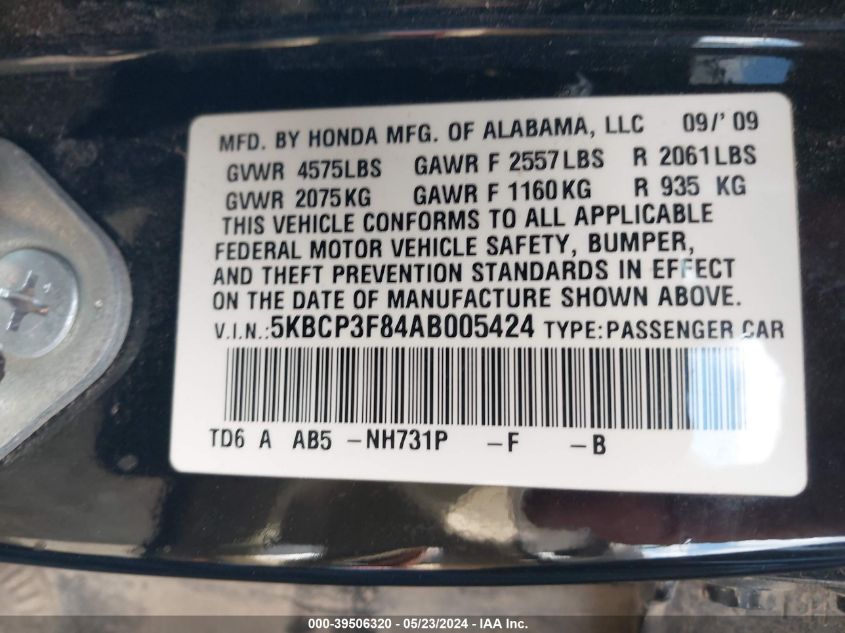 MFD. BY HONDA MFG. OF ALABAMA, LLC 09/' 09
GVWR 4575LBS GAWR F 2557LBS R 2061LBS
GVWR 2075KG GAWR F 1160KG R 935 KG
THIS VEHICLE CONFORMS TO ALL APPLICABLE
FEDERAL MOTOR VEHICLE SAFETY, BUMPER,
AND THEFT PREVENTION STANDARDS IN EFFECT
ON THE DATE OF MANUFACTURE SHOWN ABOVE.
V.I.N.:5KBCP3F84AB005424 TYPE:PASSENGER CAR
TD6 A AB5 -NH731P -F -B
000-39506320 - 05/23/2024 - IAA Inc.